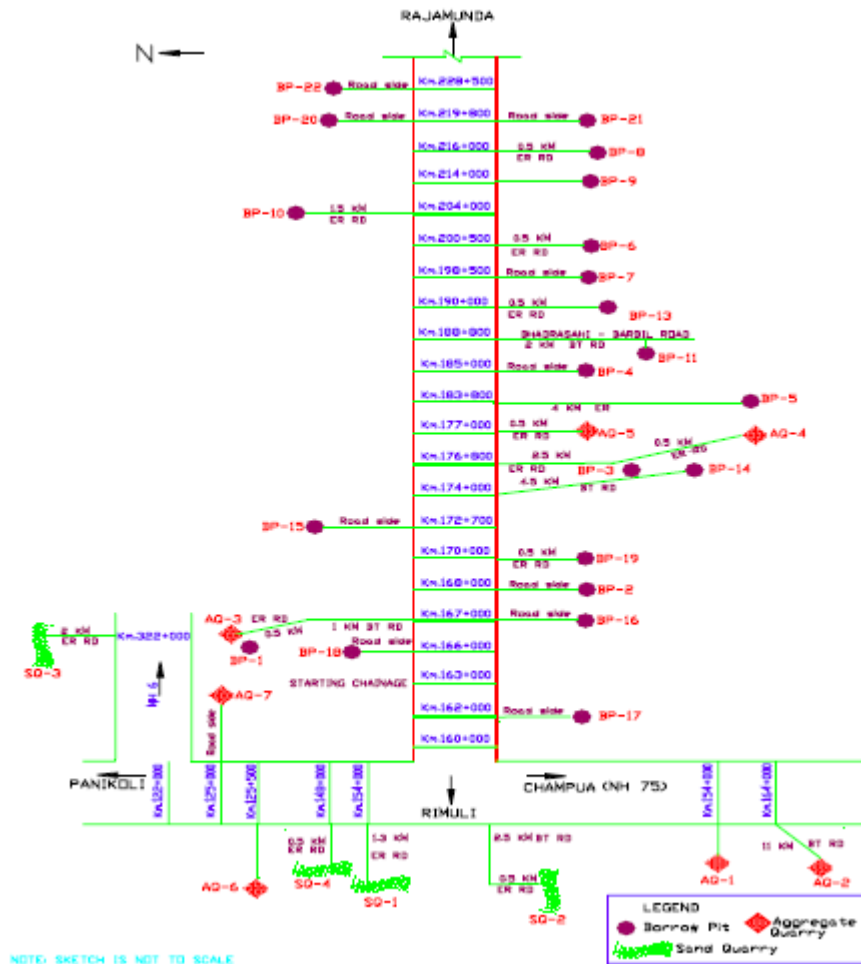 RAJAMUNDA
N
Km.228+500
Road side
BP-22
Km.219+800
Road side
BP-20
Road side
BP-21
Km.216+000
0.5 KM
ER RD
BP-8
Km.214+000
BP-9
Km.204+000
1.5 KM
ER RD
BP-10
Km.200+500
0.5 KM
ER RD
BP-6
Km.198+500
Road side
BP-7
Km.190+000
0.5 KM
ER RD
BP-13
Km.188+800
BHADRASAHI - BARBIL ROAD
2 KM BT RD
BP-11
Km.185+000
Road side
BP-4
Km.183+800
4 KM ER
BP-5
Km.177+000
0.5 KM
ER RD
AQ-5
0.5 KM
AQ-4
Km.176+800
2.5 KM
ER RD
BP-3
BP-14
Km.174+000
4.5 KM
BT RD
Km.172+700
Road side
BP-15
Km.170+000
0.5 KM
ER RD
BP-19
Km.168+000
Road side
BP-2
Km.167+000
Road side
BP-16
AQ-3
ER RD
0.5 KM
1 KM BT RD
BP-1
Km.166+000
Road side
BP-18
Km.322+000
2 KM
ER RD
SQ-3
STARTING CHAINAGE
Km.163+000
NH 6
AQ-7
Road side
Km.162+000
Road side
BP-17
Km.160+000
PANIKOLI
Km.122+000
Km.125+000
Km.125+500
Km.148+000
Km.154+000
RIMULI
CHAMPUA (NH 75)
Km.154+000
Km.164+000
AQ-6
0.5 KM
ER RD
SQ-4
1.3 KM
ER RD
SQ-1
2.5 KM BT RD
0.5 KM
ER RD
SQ-2
AQ-1
11 KM BT RD
AQ-2
LEGEND
Borrow Pit
Aggregate Quarry
Sand Quarry
NOTE: SKETCH IS NOT TO SCALE